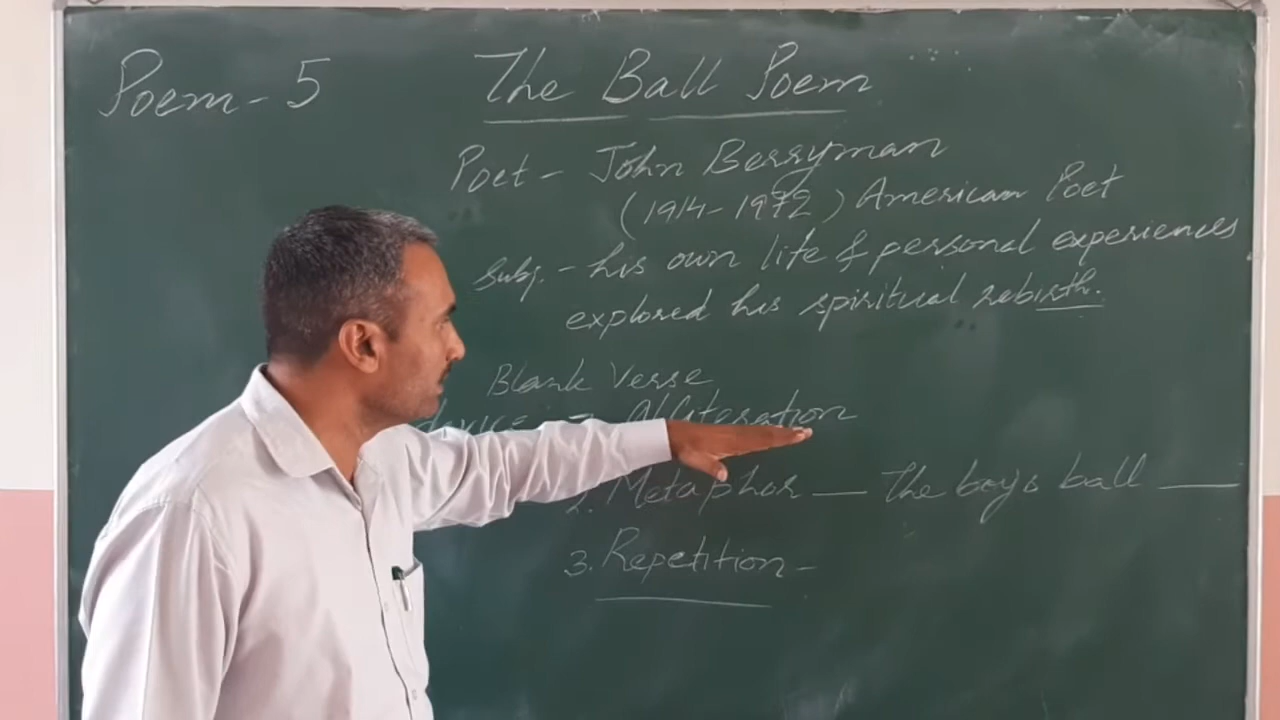 Poem - 5
The Ball Poem
Poet - John Berryman
(1914-1972) American Poet
Subj. - his own life & personal experiences
explored his spiritual rebirth.
Blank Verse
device Alliteration
2. Metaphor — The boys ball —
3. Repetition -